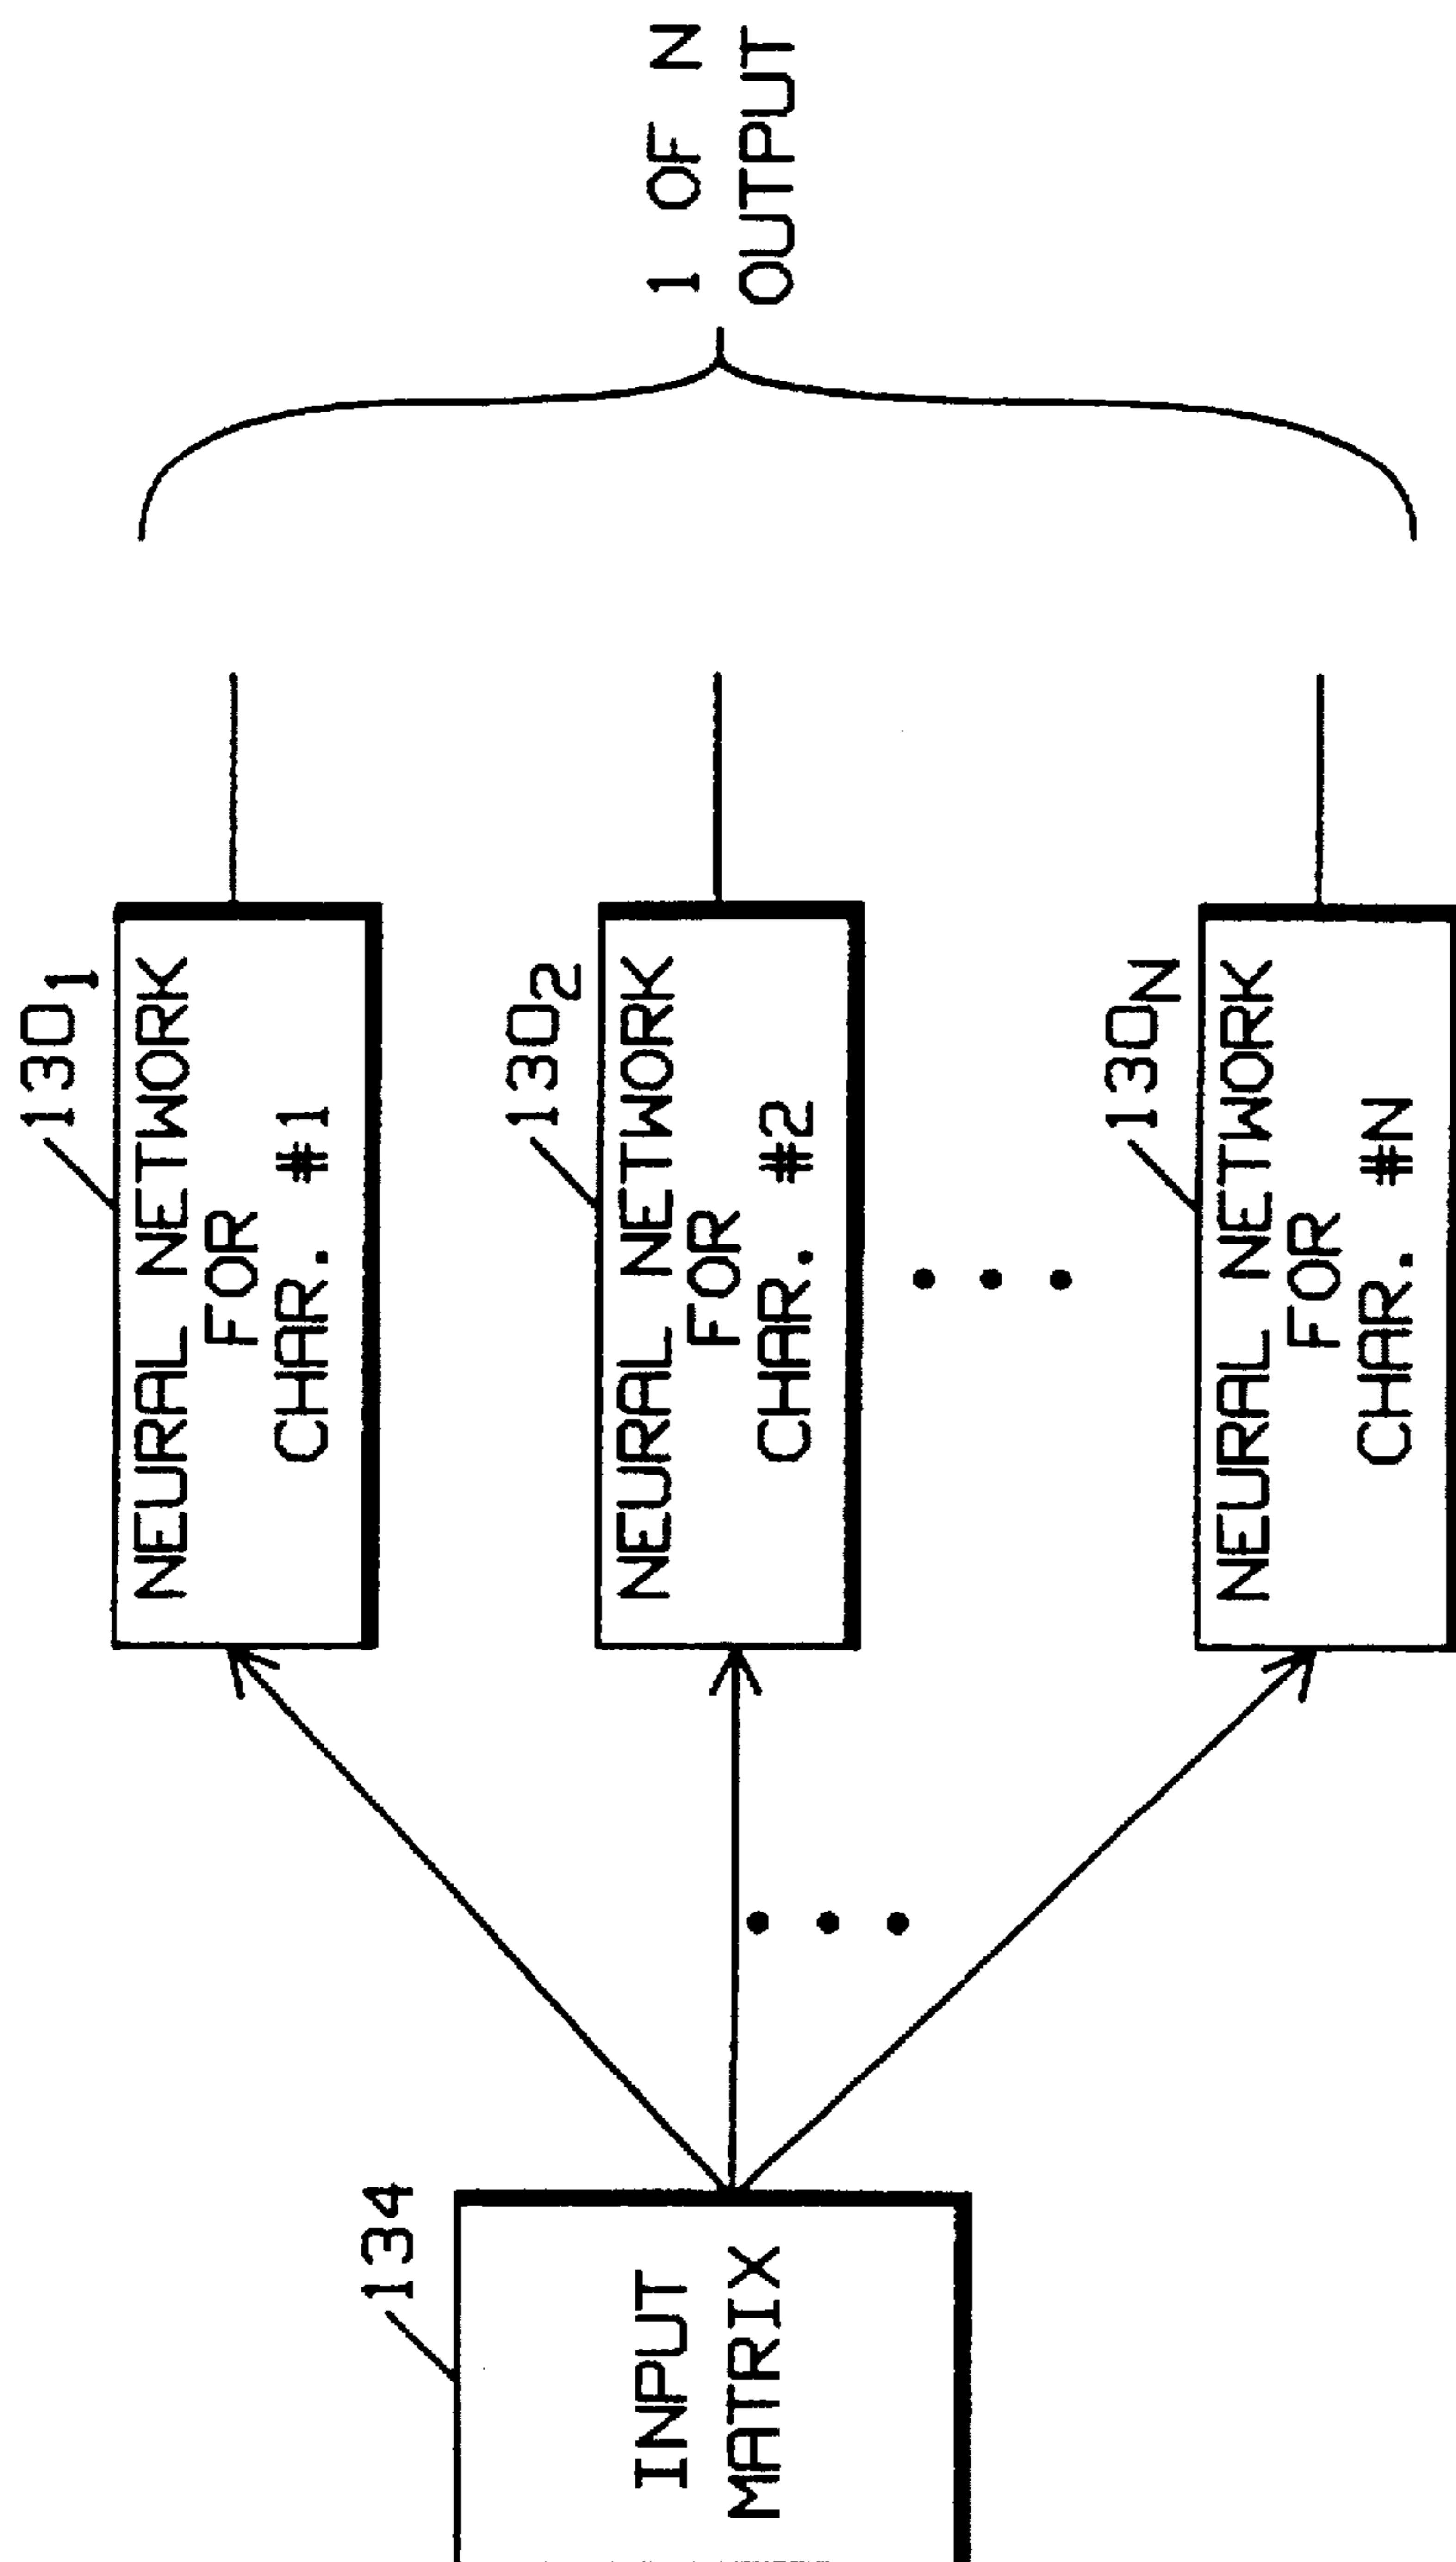 134
INPUT
MATRIX
130₁
NEURAL NETWORK
FOR
CHAR. #1
130₂
NEURAL NETWORK
FOR
CHAR. #2
130N
NEURAL NETWORK
FOR
CHAR. #N
1 OF N
OUTPUT